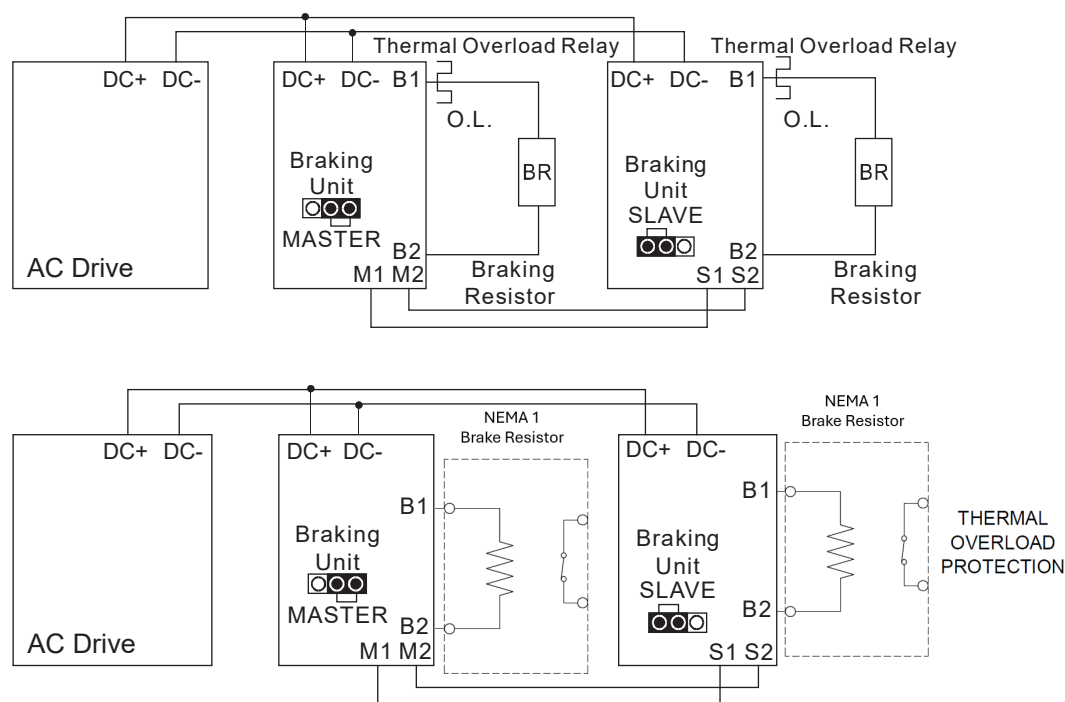 Thermal Overload Relay
Thermal Overload Relay
DC+ DC-
DC+ DC- B1
DC+ DC- B1
O.L.
O.L.
Braking
Unit
MASTER
BR
Braking
Unit
SLAVE
BR
AC Drive
B2
M1 M2
Braking
Resistor
B2
S1 S2
Braking
Resistor
NEMA 1
Brake Resistor
NEMA 1
Brake Resistor
DC+ DC-
DC+ DC-
DC+ DC-
B1
B1
Braking
Unit
MASTER
Braking
Unit
SLAVE
THERMAL
OVERLOAD
PROTECTION
B2
B2
AC Drive
M1 M2
S1 S2